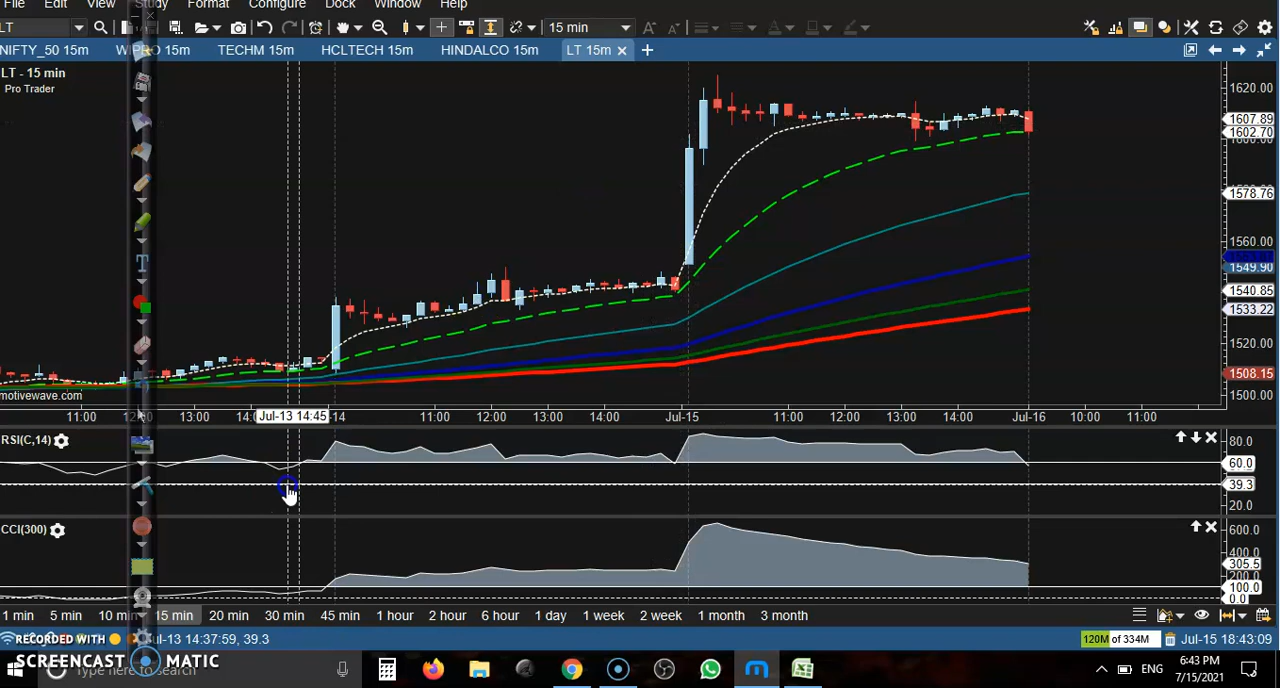 File Edit View Study Format Configure Dock Window Help
LT 15 min
NIFTY_50 15m WIPRO 15m TECHM 15m HCLTECH 15m HINDALCO 15m LT 15m
LT - 15 min
Pro Trader
1620.00
1607.89
1602.70
1600.00
1578.76
1560.00
1549.90
1540.85
1533.22
1520.00
1508.15
1500.00
motivewave.com
11:00 13:00 Jul-13 14:45 14 11:00 12:00 13:00 14:00 Jul-15 11:00 12:00 13:00 14:00 Jul-16 10:00 11:00
RSI(C,14)
80.0
60.0
39.3
20.0
CCI(300)
600.0
400.0
305.5
200.0
100.0
0.0
1 min 5 min 10 min 15 min 20 min 30 min 45 min 1 hour 2 hour 6 hour 1 day 1 week 2 week 1 month 3 month
Jul-13 14:37:59, 39.3 120M of 334M Jul-15 18:43:09
RECORDED WITH
SCREENCAST MATIC
Type here to search
ENG
6:43 PM
7/15/2021